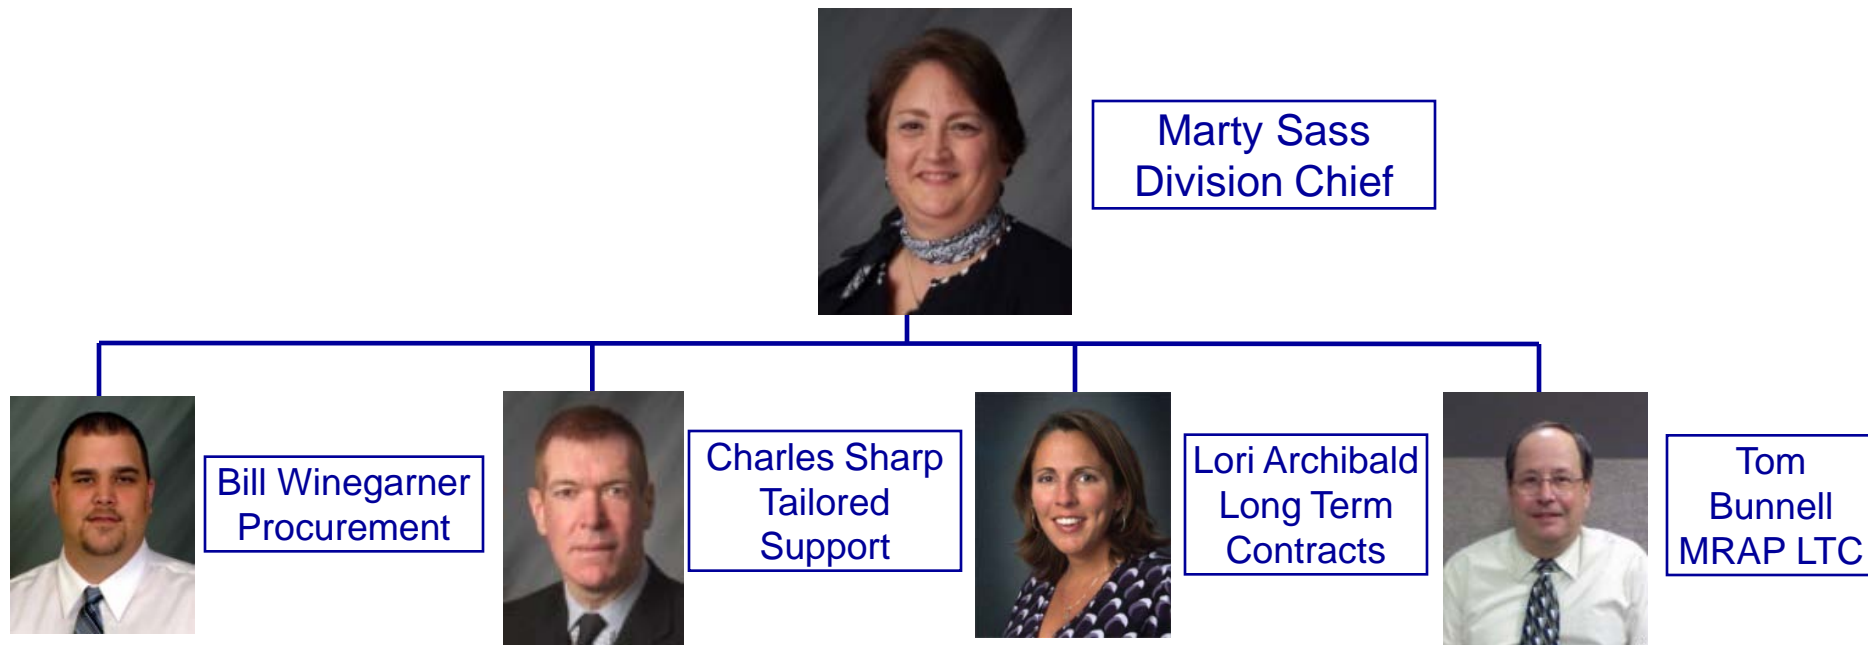 Marty Sass
Division Chief
Bill Winegarner
Procurement
Charles Sharp
Tailored
Support
Lori Archibald
Long Term
Contracts
Tom
Bunnell
MRAP LTC